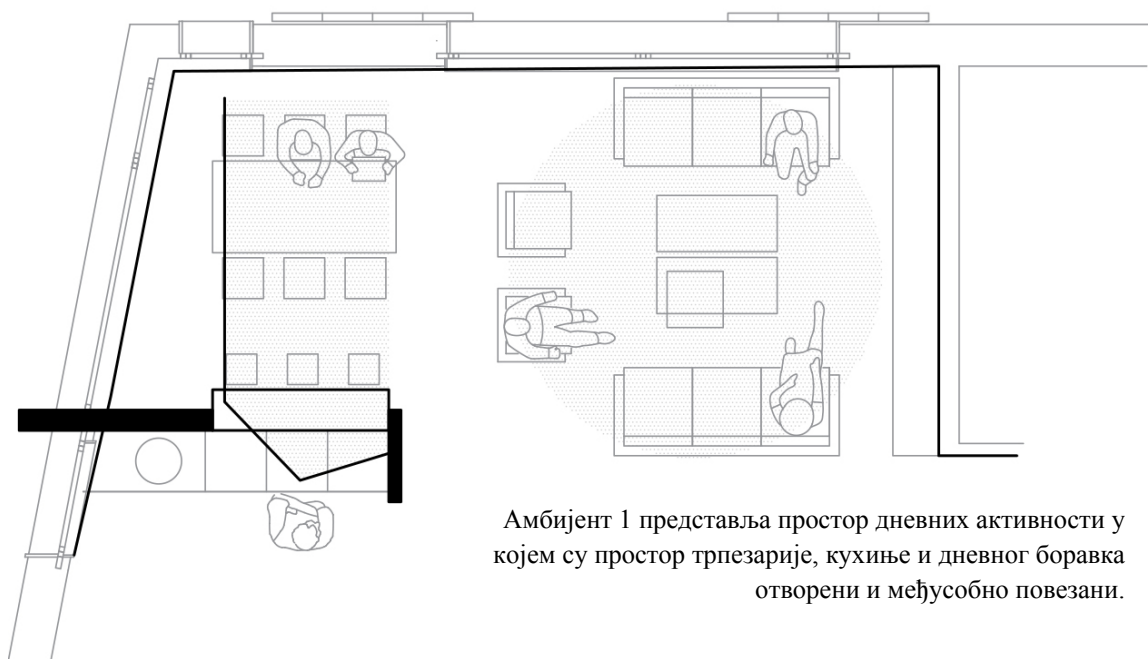 Амбијент 1 представља простор дневних активности у
којем су простор трпезарије, кухиње и дневног боравка
отворени и међусобно повезани.